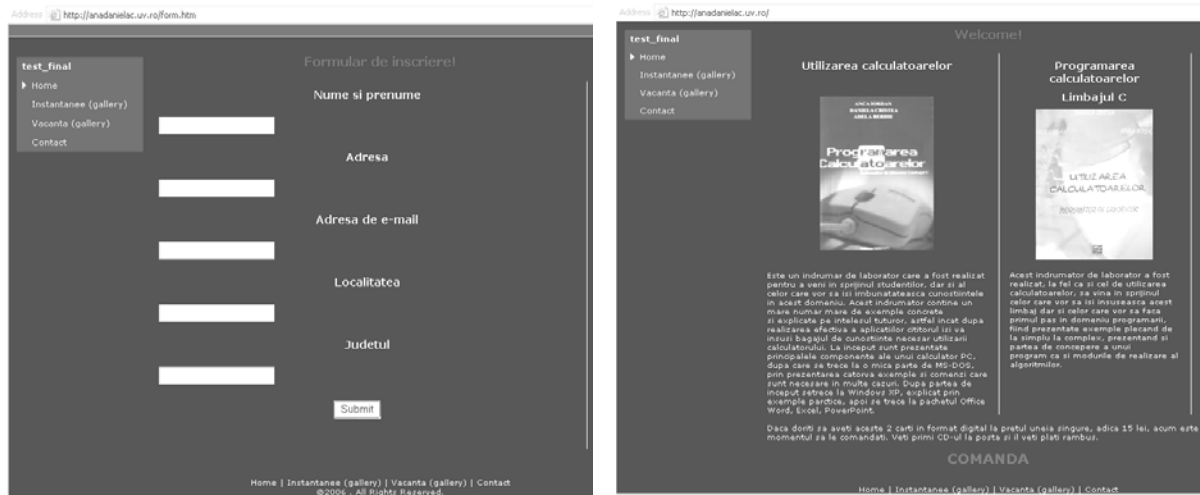 Address http://anadanielac.uv.ro/form.htm
test_final
Home
Instantanee (gallery)
Vacanta (gallery)
Contact
Formular de inscriere!
Nume si prenume
Adresa
Adresa de e-mail
Localitatea
Judetul
Submit
Home | Instantanee (gallery) | Vacanta (gallery) | Contact
©2006 . All Rights Reserved.
Address http://anadanielac.uv.ro/
test_final
Home
Instantanee (gallery)
Vacanta (gallery)
Contact
Welcome!
Utilizarea calculatoarelor
ANCA IORDAN
DANIELA CRISTEA
Programarea
Calculatoarelor
Este un indrumar de laborator care a fost realizat
pentru a veni in sprijinul studentilor, dar si al
celor care vor sa isi imbunatateasca cunostintele
in acest domeniu. Acest indrumator contine un
mare numar mare de exemple concrete
si explicate pe intelesul tuturor, astfel incat dupa
realizarea efectiva a aplicatiilor cititorul isi va
insusi bagajul de cunostiinte necesar utilizarii
calculatorului. La inceput sunt prezentate
principalele componente ale unui calculator PC,
dupa care se trece la o mica parte de MS-DOS,
prin prezentarea catorva exemple si comenzi care
sunt necesare in multe cazuri. Dupa partea de
inceput setrece la Windows XP, explicat prin
exemple parctice, apoi se trece la pachetul Office
Word, Excel, PowerPoint.
Programarea
calculatoarelor
Limbajul C
UTILIZAREA
CALCULATOARELOR
INDRUMATOR DE LABORATOR
Acest indrumator de laborator a fost
realizat, la fel ca si cel de utilizarea
calculatoarelor, sa vina in sprijinul
celor care vor sa isi insuseasca acest
limbaj dar si celor care vor sa faca
primul pas in domeniu programarii,
fiind prezentate exemple plecand de
la simplu la complex, prezentand si
partea de concepere a unui
program ca si modurile de realizare al
algoritmilor.
Daca doriti sa aveti aceste 2 carti in format digital la pretul uneia singure, adica 15 lei, acum este
momentul sa le comandati. Veti primi CD-ul la posta si il veti plati rambus.
COMANDA
Home | Instantanee (gallery) | Vacanta (gallery) | Contact